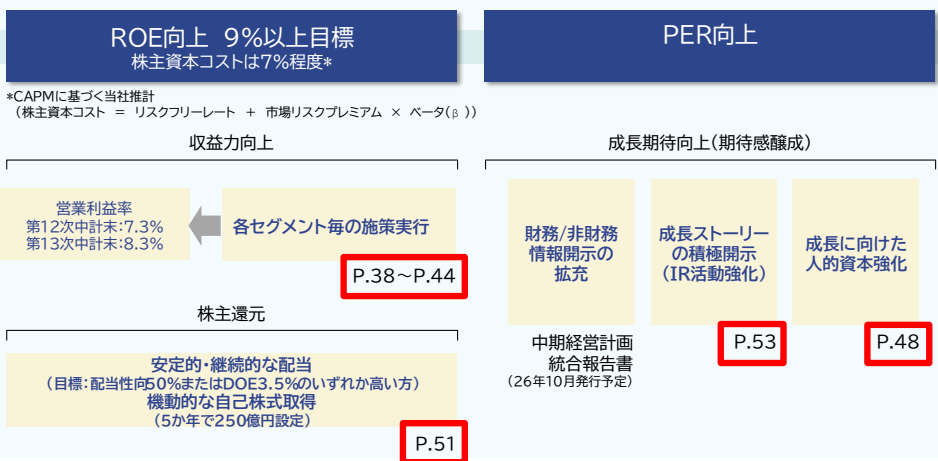 ROE向上 9%以上目標
株主資本コストは7%程度*
PER向上
*CAPMに基づく当社推計
(株主資本コスト = リスクフリーレート + 市場リスクプレミアム × ベータ(β))
収益力向上
営業利益率
第12次中計末:7.3%
第13次中計末:8.3%
各セグメント毎の施策実行
P.38~P.44
株主還元
安定的・継続的な配当
(目標:配当性向50%またはDOE3.5%のいずれか高い方)
機動的な自己株式取得
(5か年で250億円設定)
P.51
成長期待向上(期待感醸成)
財務/非財務
情報開示の
拡充
中期経営計画
統合報告書
(26年10月発行予定)
成長ストーリー
の積極開示
(IR活動強化)
P.53
成長に向けた
人的資本強化
P.48